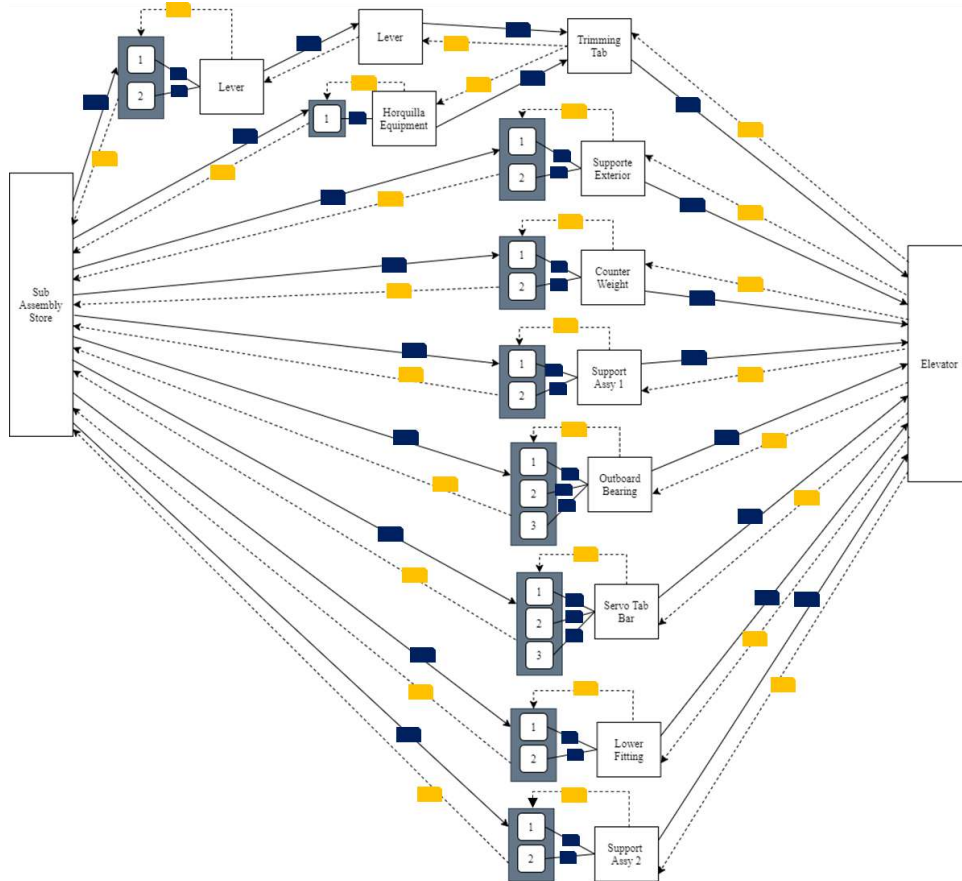 Lever
Trimming
Tab
1
2
Lever
1
Horquilla
Equipment
1
2
Supporte
Exterior
Sub
Assembly
Store
1
2
Counter
Weight
Elevator
1
2
Support
Assy 1
1
2
3
Outboard
Bearing
1
2
3
Servo Tab
Bar
1
2
Lower
Fitting
1
2
Support
Assy 2